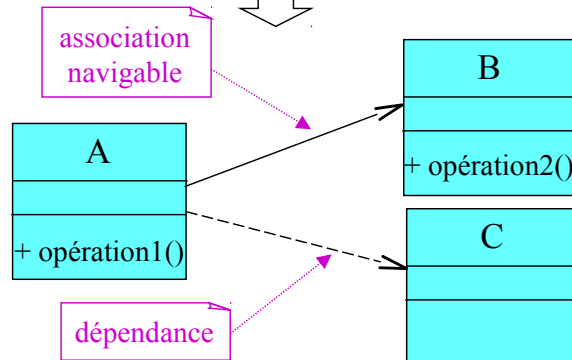 association
navigable
B
+ opération2()
A
+ opération1()
C
dépendance